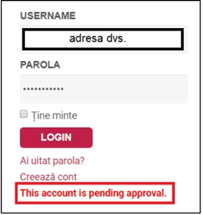 USERNAME
adresa dvs.
PAROLA
•••••••••••
Ține minte
LOGIN
Ai uitat parola?
Creează cont
This account is pending approval.